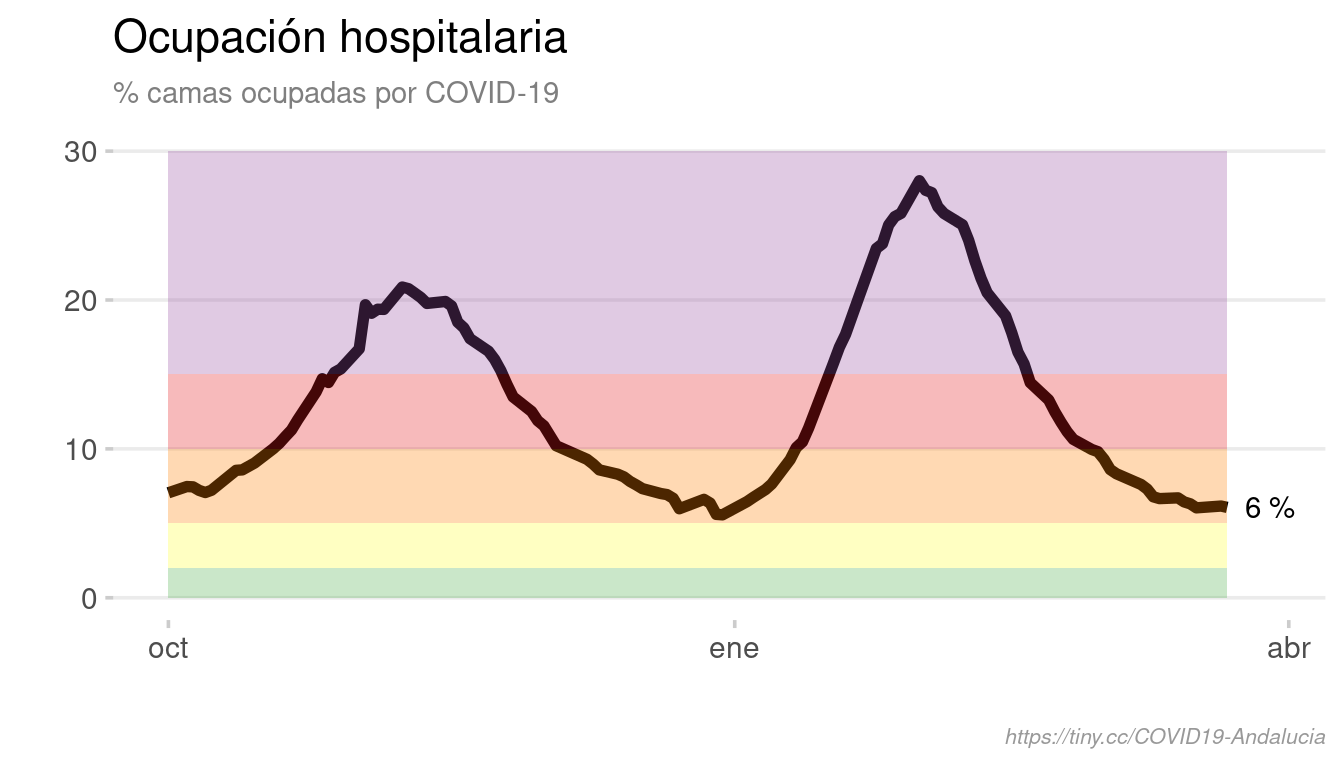 Ocupación hospitalaria
% camas ocupadas por COVID-19
30
20
10
0
6 %
oct ene abr
https://tiny.cc/COVID19-Andalucia